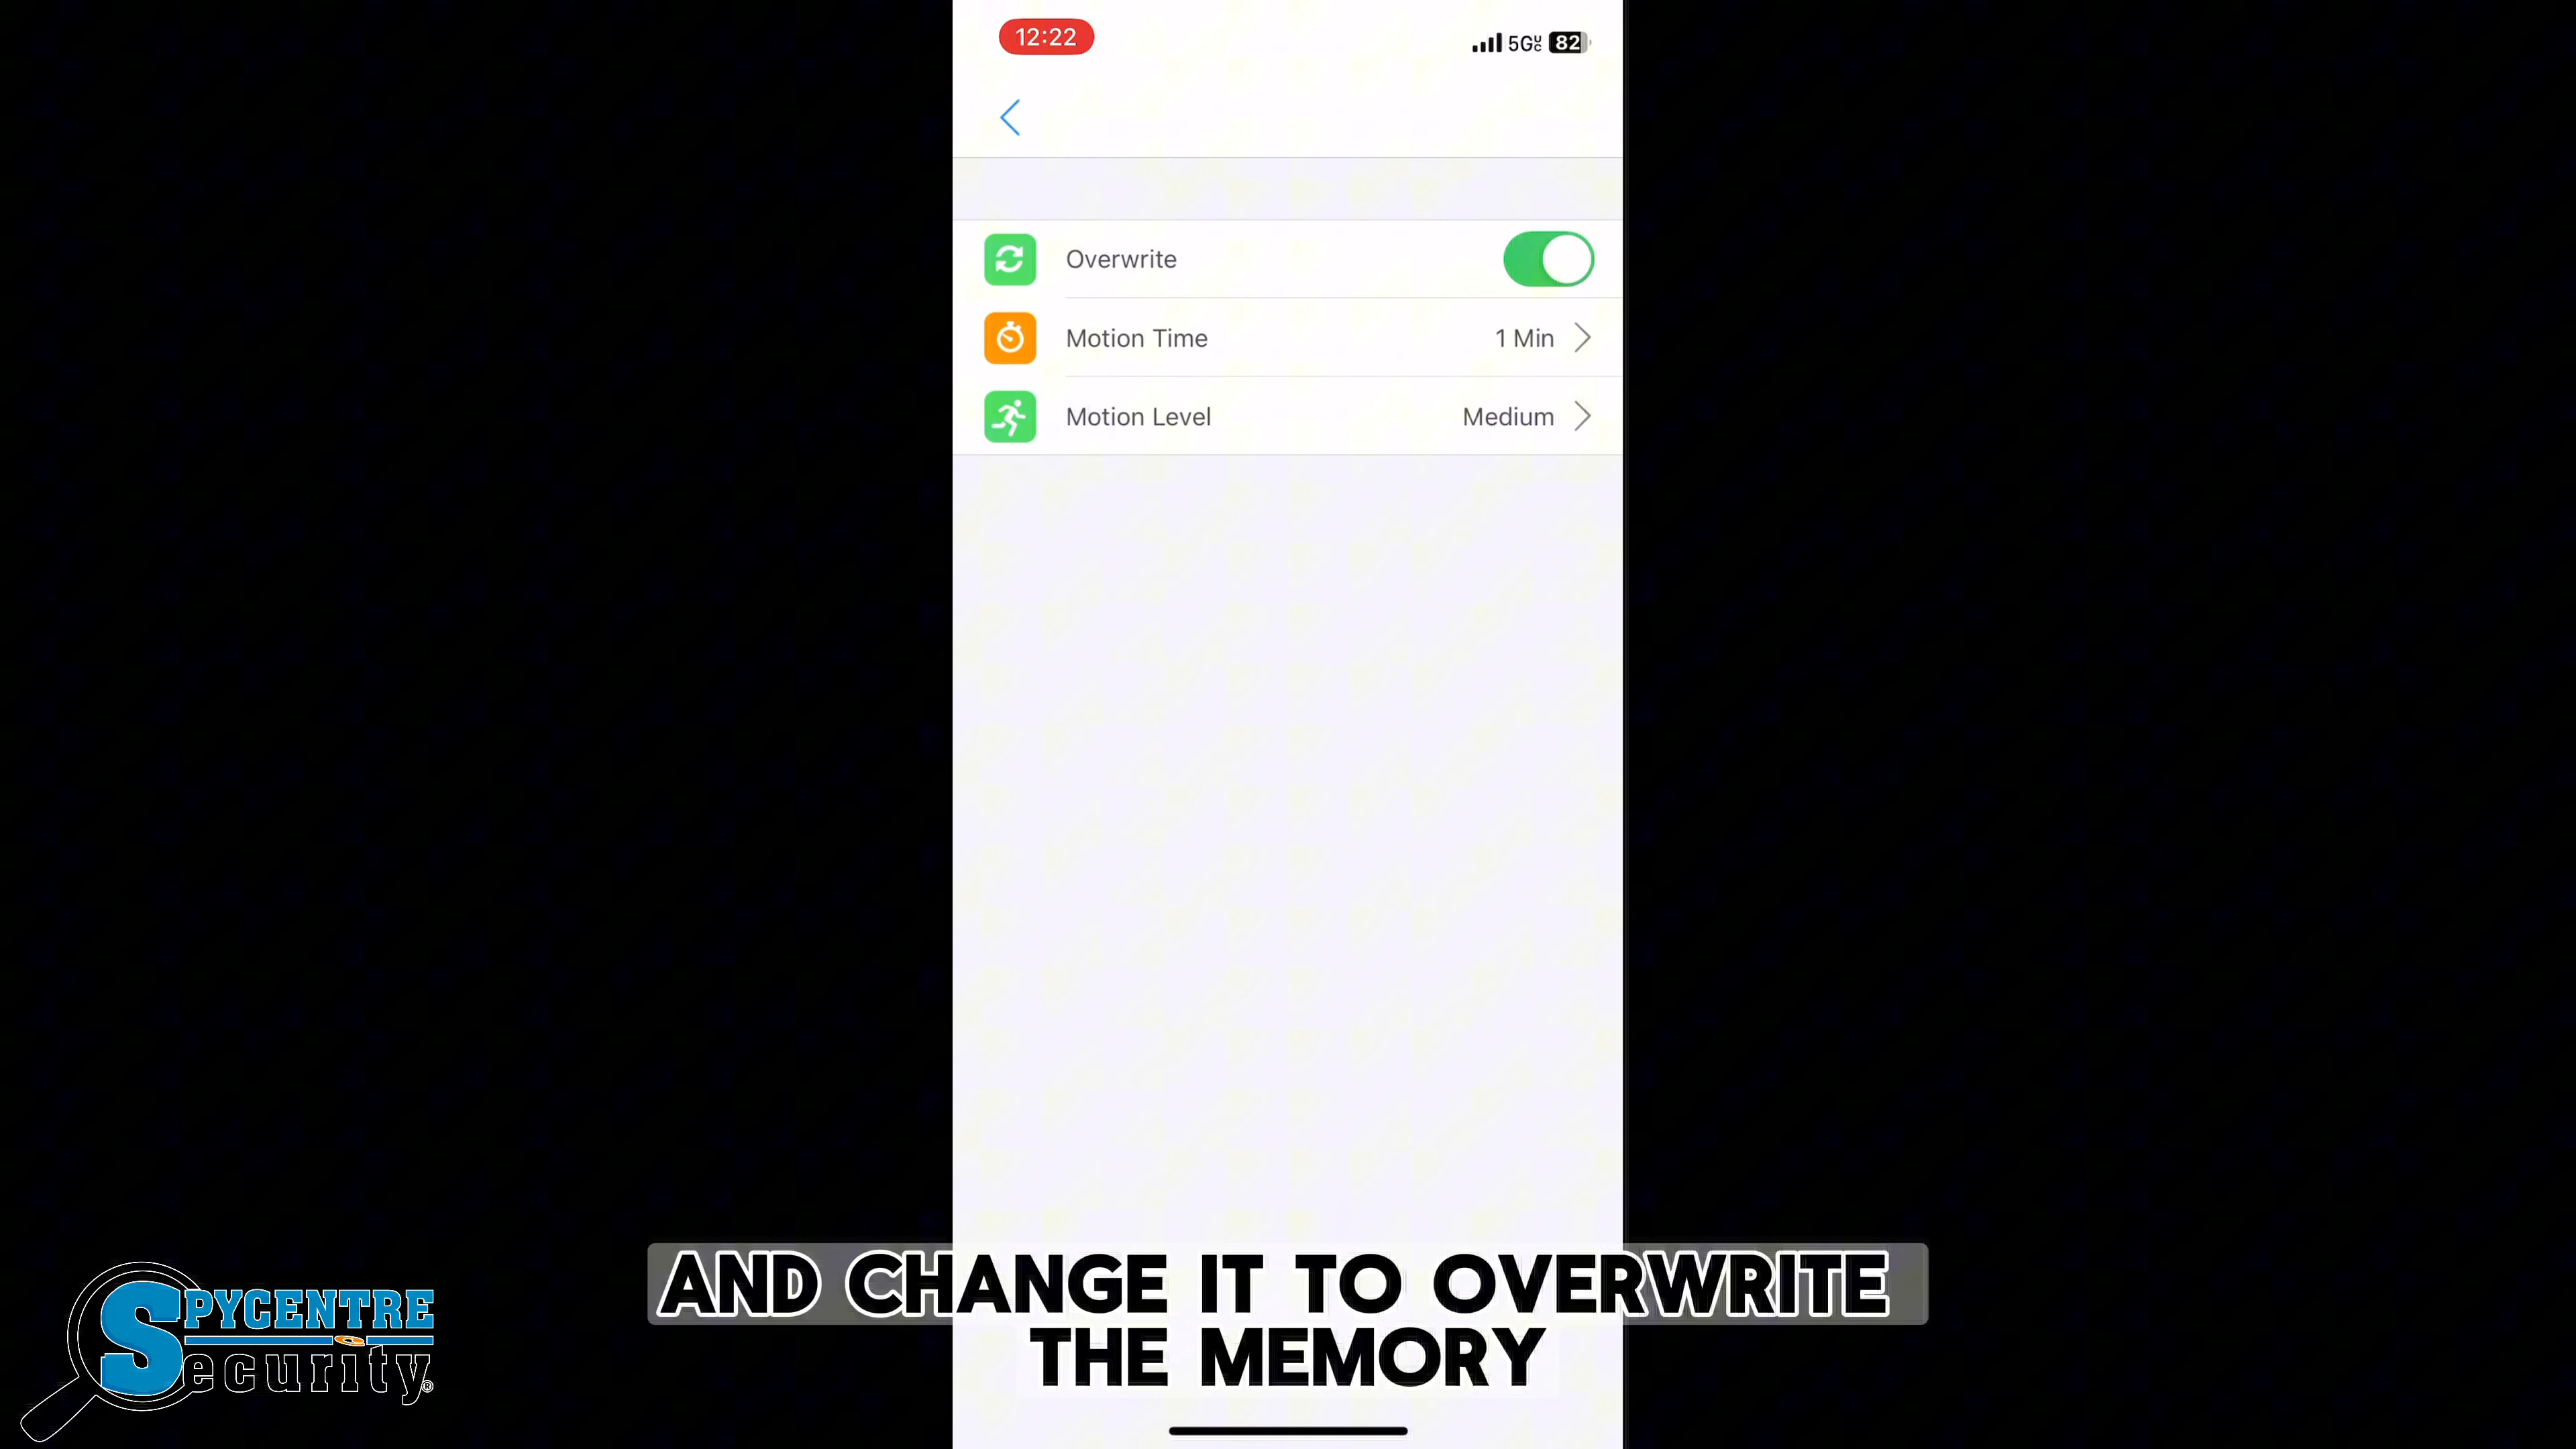 12:22
5GUC 82
Overwrite
Motion Time 1 Min
Motion Level Medium
AND CHANGE IT TO OVERWRITE
THE MEMORY
SPYCENTRE
Security®